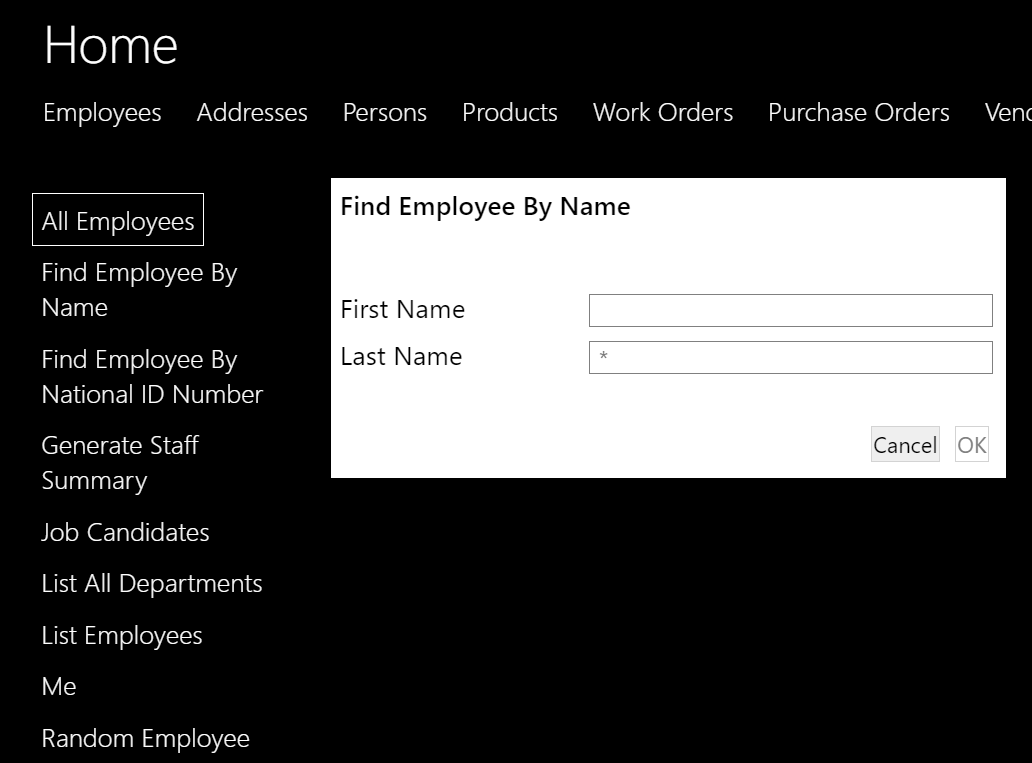 Home
Employees Addresses Persons Products Work Orders Purchase Orders
All Employees
Find Employee By
Name
Find Employee By
National ID Number
Generate Staff
Summary
Job Candidates
List All Departments
List Employees
Me
Random Employee
Find Employee By Name
First Name
Last Name *
Cancel OK